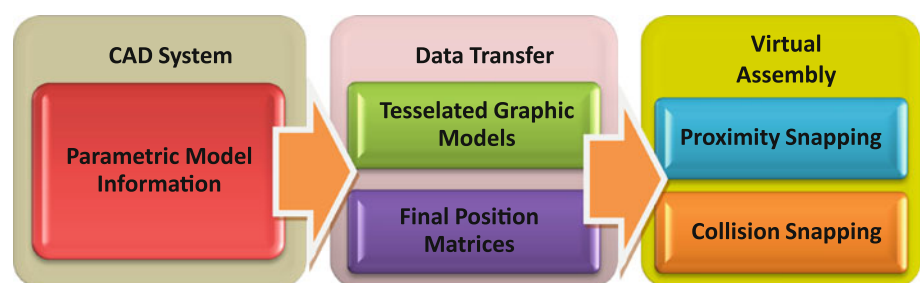 CAD System
Parametric Model
Information
Data Transfer
Tesselated Graphic
Models
Final Position
Matrices
Virtual
Assembly
Proximity Snapping
Collision Snapping